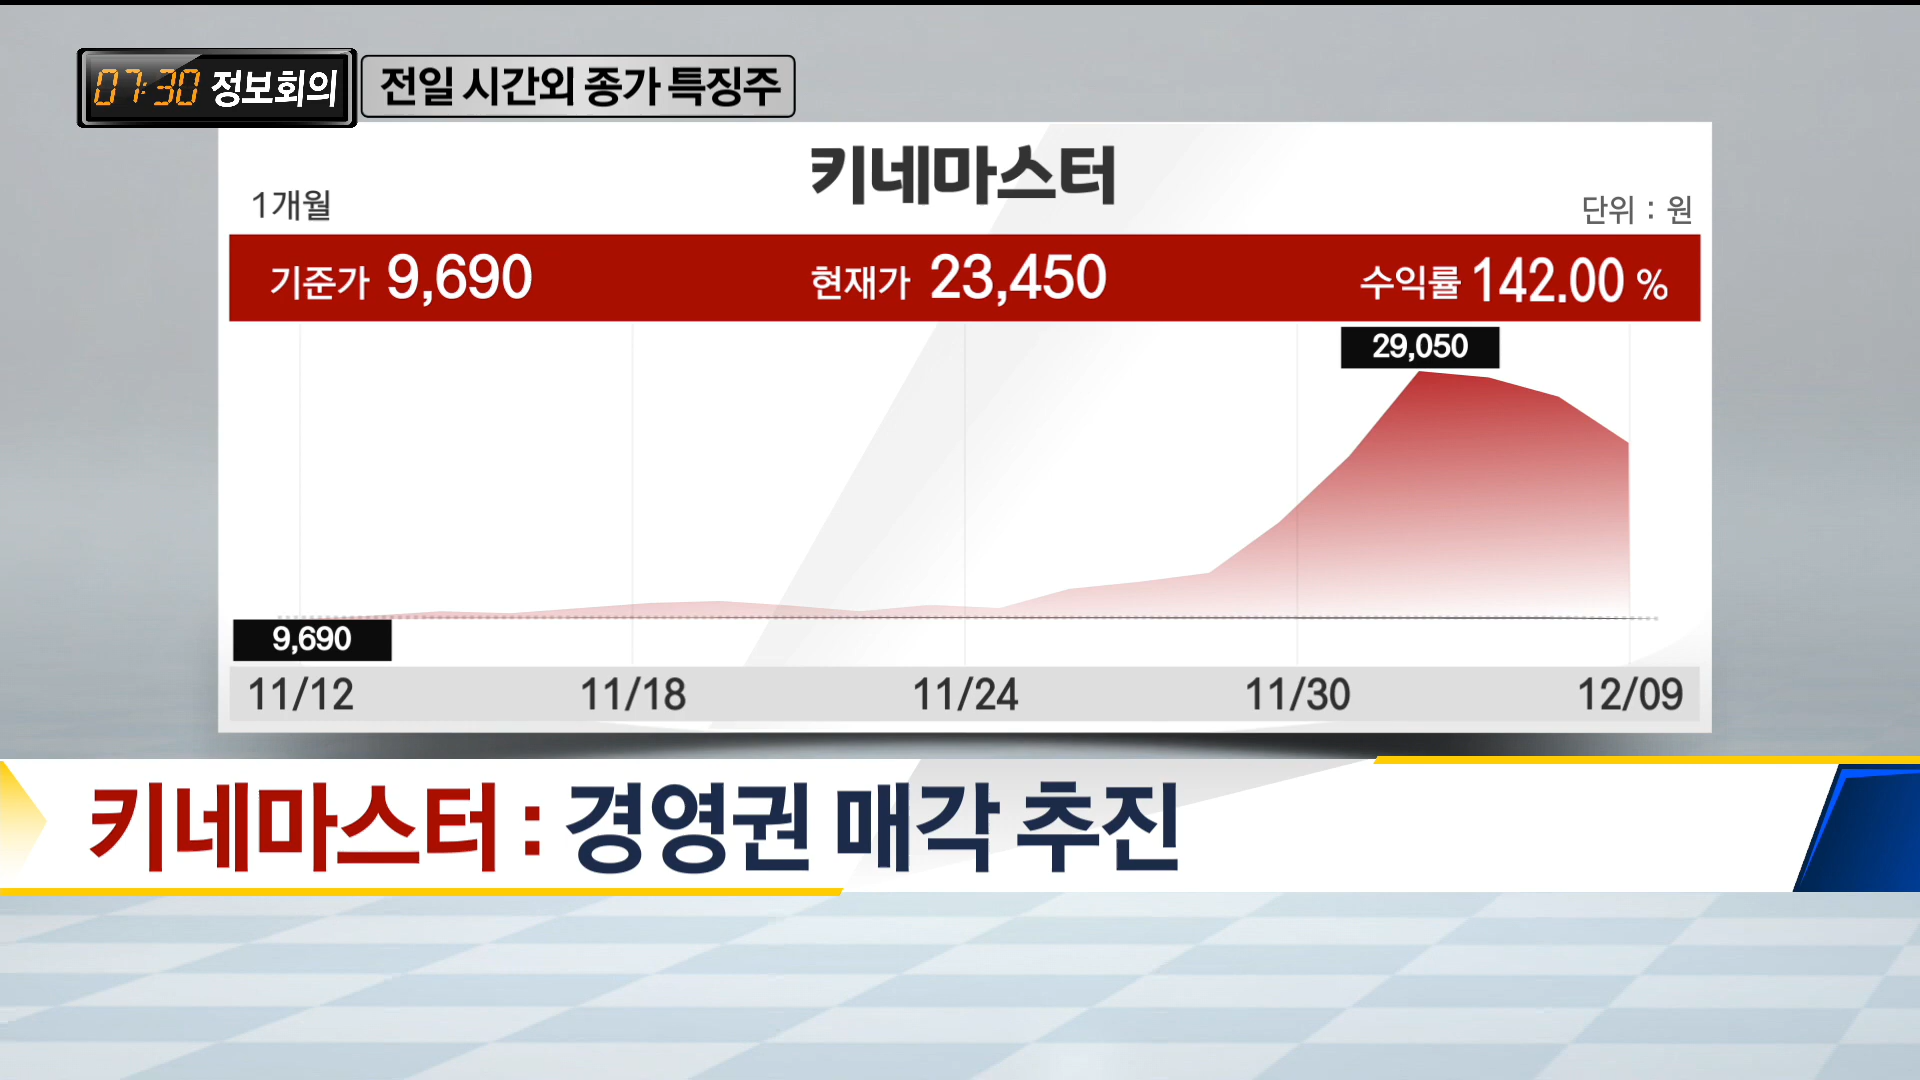 07:30 정보회의 전일 시간외 종가 특징주
키네마스터
1개월
단위 : 원
기준가 9,690 현재가 23,450 수익률 142.00 %
29,050
9,690
11/12 11/18 11/24 11/30 12/09
키네마스터 : 경영권 매각 추진